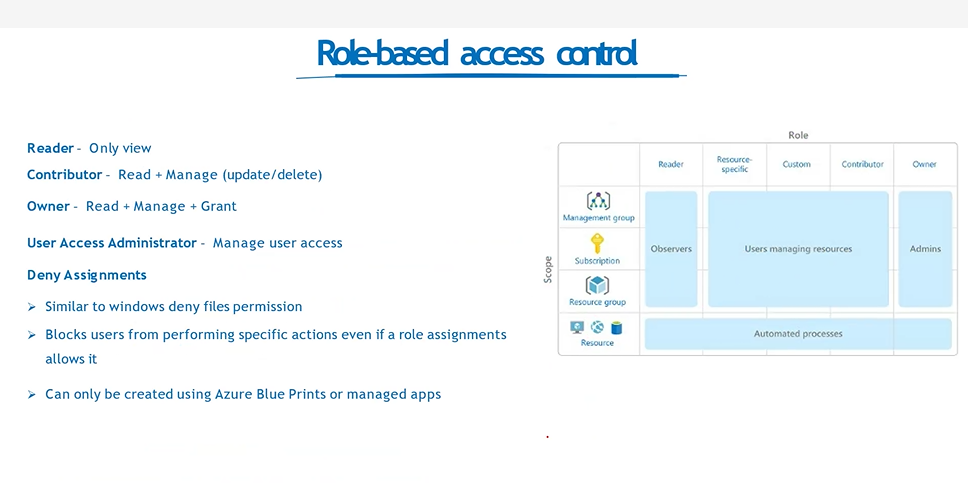 Role-based access control
Reader - Only view
Contributor - Read + Manage (update/delete)
Owner - Read + Manage + Grant
User Access Administrator - Manage user access
Deny Assignments
Similar to windows deny files permission
Blocks users from performing specific actions even if a role assignments
allows it
Can only be created using Azure Blue Prints or managed apps
Role
Reader
Resource-
specific
Custom
Contributor
Owner
Scope
Management group
Subscription
Resource group
Resource
Observers
Users managing resources
Admins
Automated processes